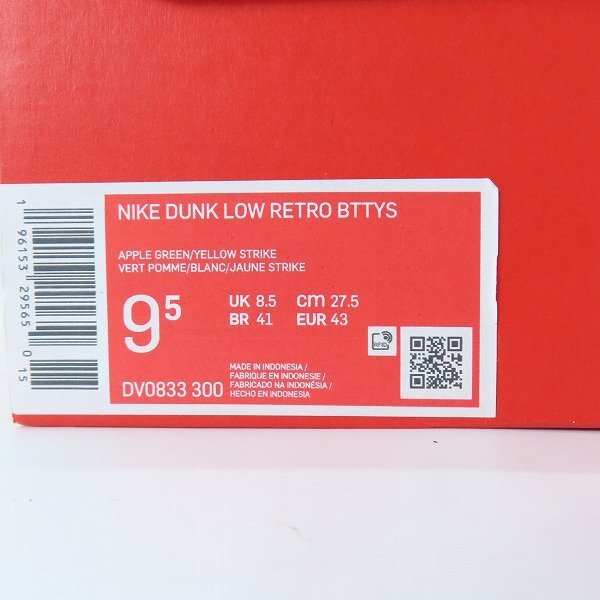 NIKE DUNK LOW RETRO BTTYS
APPLE GREEN/YELLOW STRIKE
VERT POMME/BLANC/JAUNE STRIKE
9⁵
UK 8.5 cm 27.5
BR 41 EUR 43
RFID
DV0833 300
MADE IN INDONESIA /
FABRIQUE EN INDONESIE /
FABRICADO NA INDONÉSIA /
HECHO EN INDONESIA
1 96153 29565 0 15